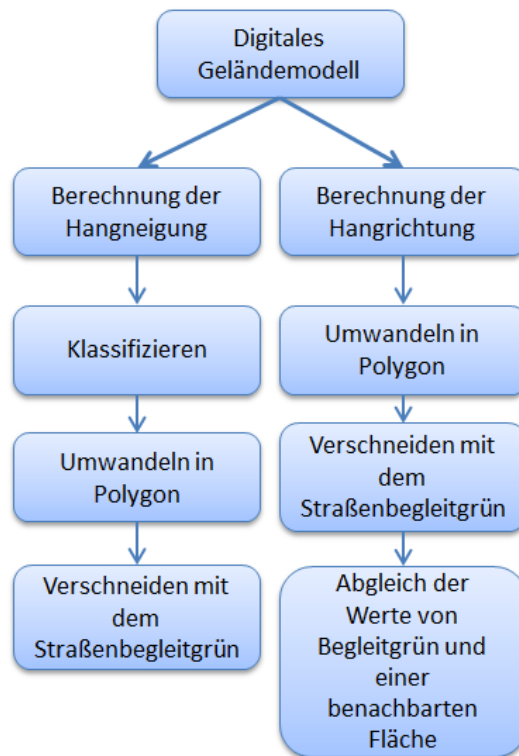 Digitales
Geländemodell
Berechnung der
Hangneigung
Klassifizieren
Umwandeln in
Polygon
Verschneiden mit
dem
Straßenbegleitgrün
Berechnung der
Hangrichtung
Umwandeln in
Polygon
Verschneiden mit
dem
Straßenbegleitgrün
Abgleich der
Werte von
Begleitgrün und
einer
benachbarten
Fläche